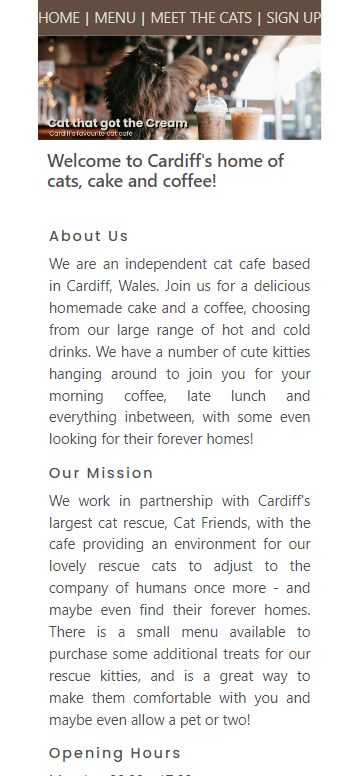 HOME | MENU | MEET THE CATS | SIGN UP
Cat that got the Cream
Cardiff's favourite cat cafe
Welcome to Cardiff's home of
cats, cake and coffee!
About Us
We are an independent cat cafe based
in Cardiff, Wales. Join us for a delicious
homemade cake and a coffee, choosing
from our large range of hot and cold
drinks. We have a number of cute kitties
hanging around to join you for your
morning coffee, late lunch and
everything inbetween, with some even
looking for their forever homes!
Our Mission
We work in partnership with Cardiff's
largest cat rescue, Cat Friends, with the
cafe providing an environment for our
lovely rescue cats to adjust to the
company of humans once more - and
maybe even find their forever homes.
There is a small menu available to
purchase some additional treats for our
rescue kitties, and is a great way to
make them comfortable with you and
maybe even allow a pet or two!
Opening Hours